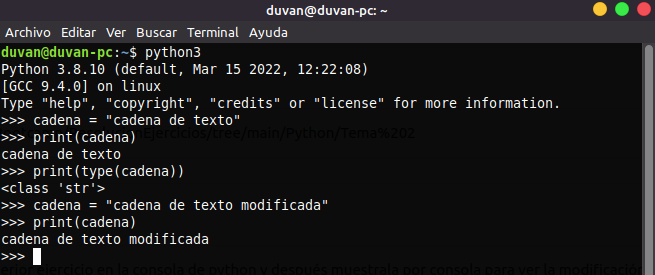 duvan@duvan-pc: ~
Archivo Editar Ver Buscar Terminal Ayuda
duvan@duvan-pc:~$ python3
Python 3.8.10 (default, Mar 15 2022, 12:22:08)
[GCC 9.4.0] on linux
Type "help", "copyright", "credits" or "license" for more information.
>>> cadena = "cadena de texto"
>>> print(cadena)
cadena de texto
>>> print(type(cadena))
<class 'str'>
>>> cadena = "cadena de texto modificada"
>>> print(cadena)
cadena de texto modificada
>>>